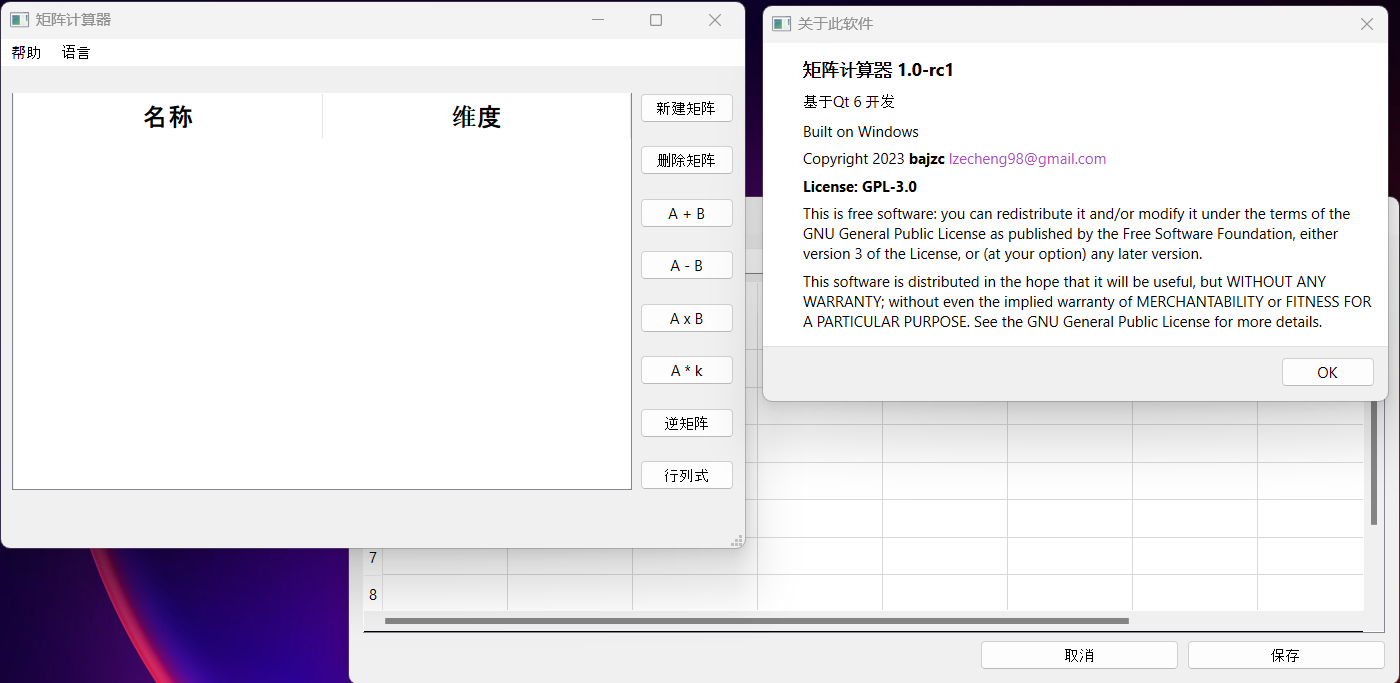 矩阵计算器
帮助 语言
名称 维度
新建矩阵
删除矩阵
A + B
A - B
A x B
A * k
逆矩阵
行列式
关于此软件
矩阵计算器 1.0-rc1
基于Qt 6 开发
Built on Windows
Copyright 2023 bajzc lzecheng98@gmail.com
License: GPL-3.0
This is free software: you can redistribute it and/or modify it under the terms of the
GNU General Public License as published by the Free Software Foundation, either
version 3 of the License, or (at your option) any later version.
This software is distributed in the hope that it will be useful, but WITHOUT ANY
WARRANTY; without even the implied warranty of MERCHANTABILITY or FITNESS FOR
A PARTICULAR PURPOSE. See the GNU General Public License for more details.
OK
7
8
取消 保存